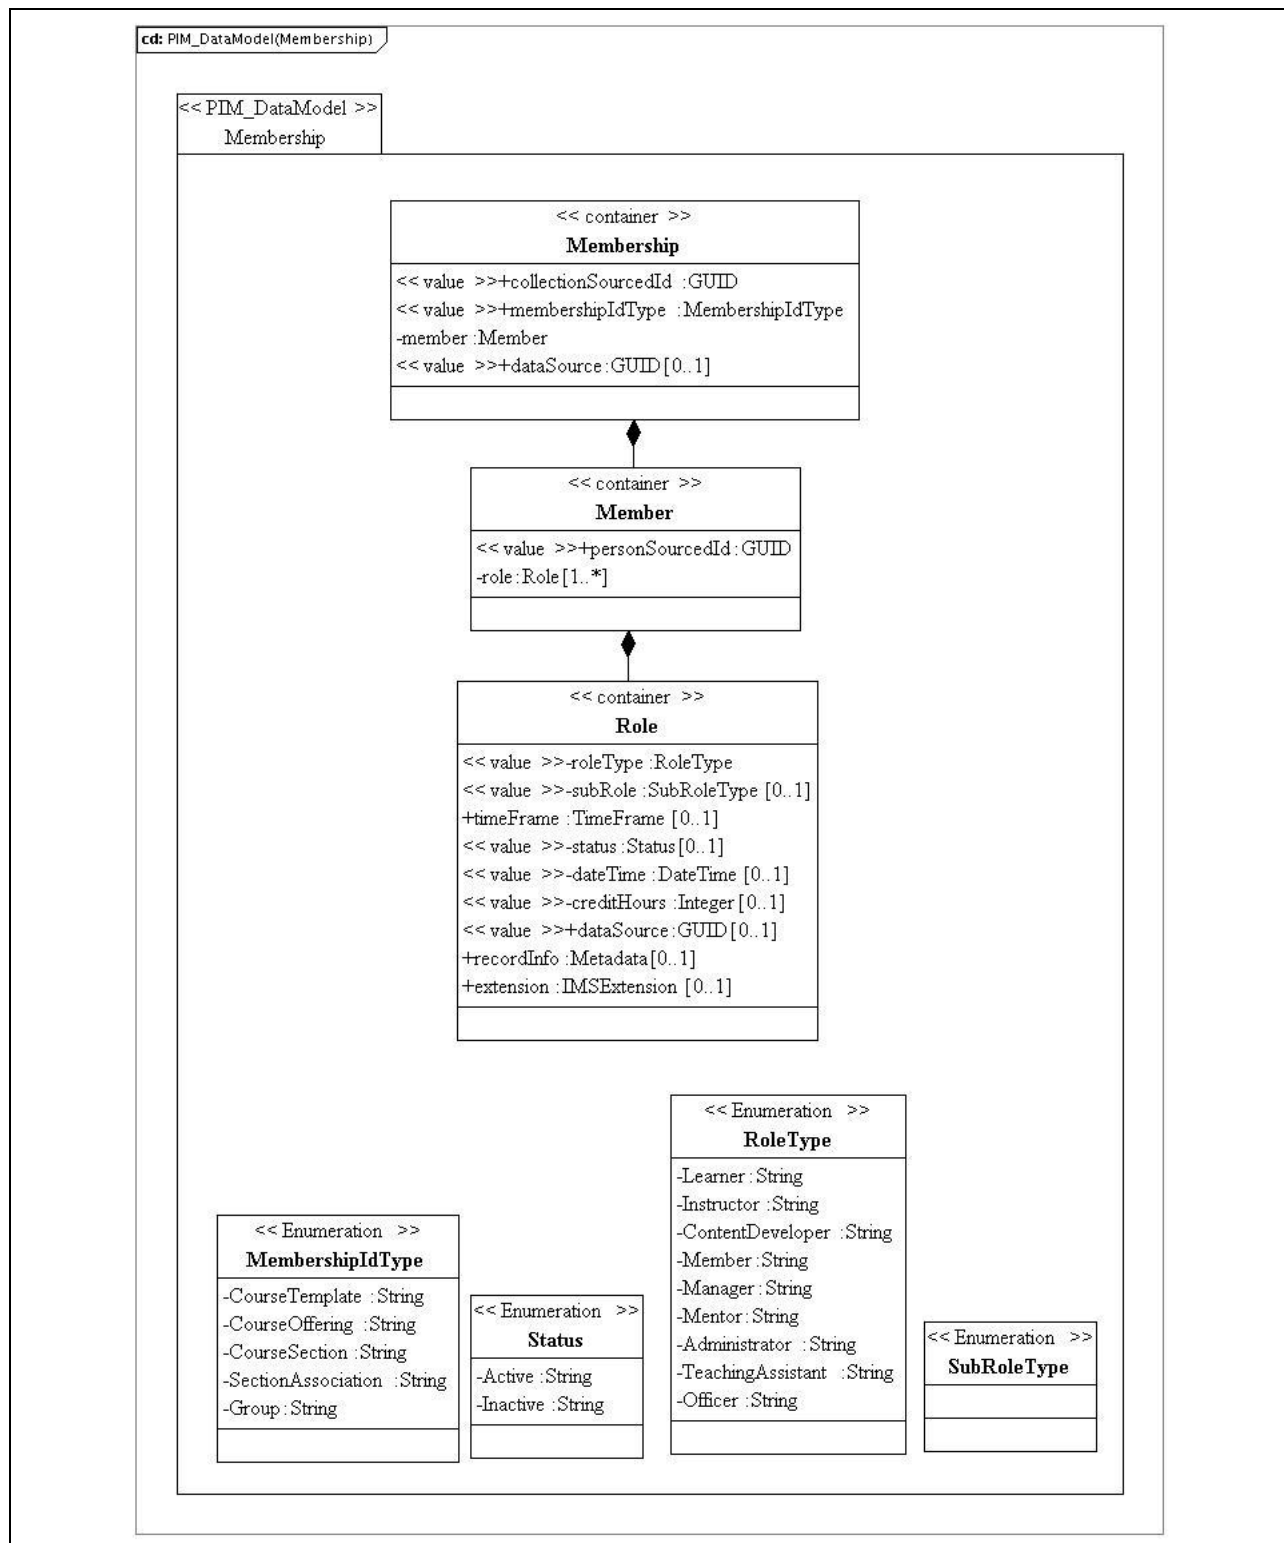 cd: PIM_DataModel(Membership)
<< PIM_DataModel >>
Membership
<< container >>
Membership
<< value >>+collectionSourcedId :GUID
<< value >>+membershipIdType :MembershipIdType
-member:Member
<< value >>+dataSource:GUID[0..1]
<< container >>
Member
<< value >>+personSourcedId:GUID
-role:Role[1..*]
<< container >>
Role
<< value >>-roleType :RoleType
<< value >>-subRole :SubRoleType [0..1]
+timeFrame :TimeFrame [0..1]
<< value >>-status:Status[0..1]
<< value >>-dateTime :DateTime [0..1]
<< value >>-creditHours :Integer[0..1]
<< value >>+dataSource:GUID[0..1]
+recordInfo :Metadata[0..1]
+extension :IMSExtension [0..1]
<< Enumeration >>
RoleType
-Learner:String
-Instructor :String
-ContentDeveloper :String
-Member:String
-Manager:String
-Mentor:String
-Administrator :String
-TeachingAssistant :String
-Officer:String
<< Enumeration >>
MembershipIdType
-CourseTemplate :String
-CourseOffering :String
-CourseSection :String
-SectionAssociation :String
-Group:String
<< Enumeration >>
Status
-Active:String
-Inactive :String
<< Enumeration >>
SubRoleType